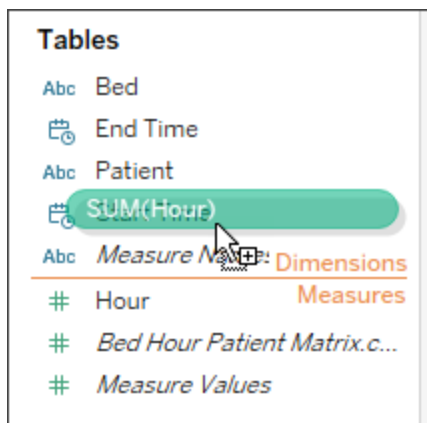 Tables
Abc Bed
End Time
Abc Patient
SUM(Hour)
Abc Measure
Dimensions
Measures
# Hour
# Bed Hour Patient Matrix.c...
# Measure Values